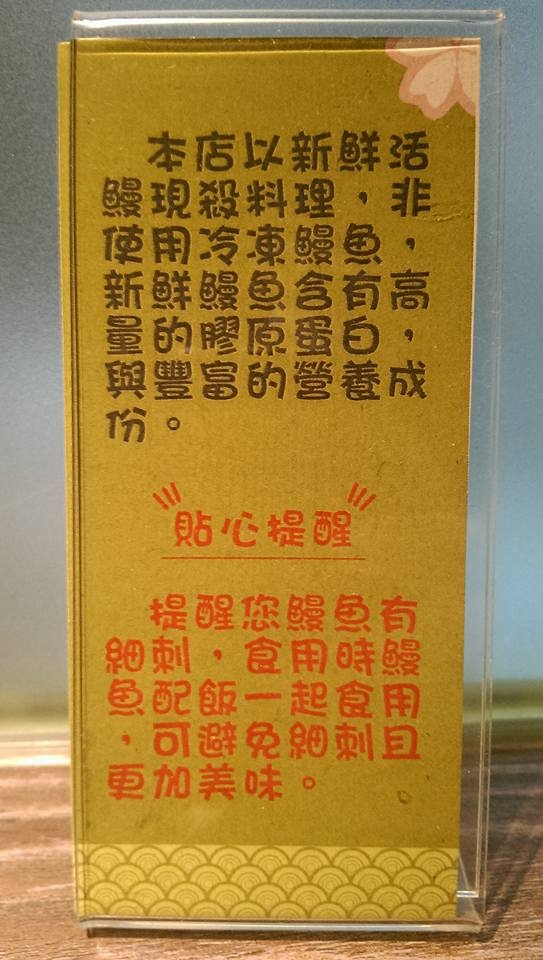 本店以新鮮活
鰻現殺料理，非
使用冷凍鰻魚，
新鮮鰻魚含有高
量的膠原蛋白，
與豐富的營養成
份。
貼心提醒
提醒您鰻魚有
細刺，食用時鰻
魚配飯一起食用
，可避免細刺且
更加美味。